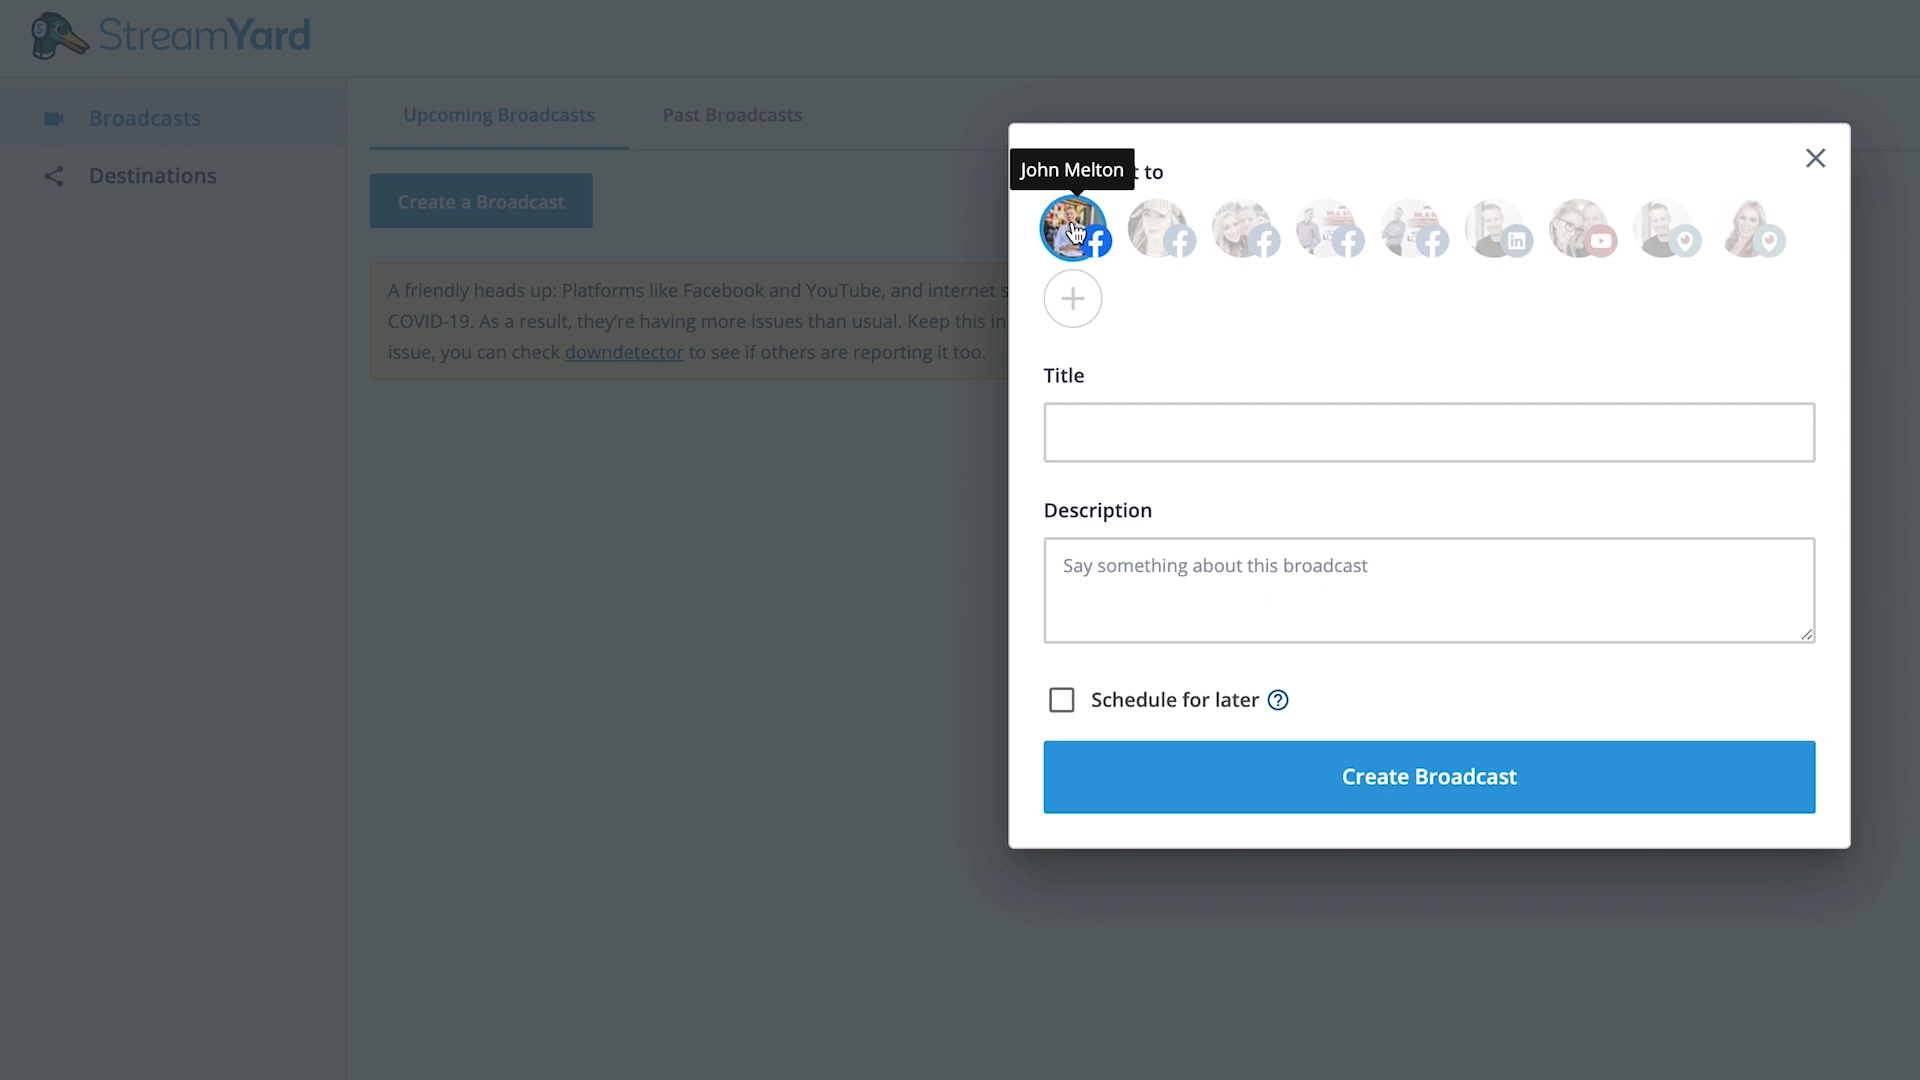 StreamYard
Broadcasts
Destinations
Upcoming Broadcasts
Past Broadcasts
Create a Broadcast
A friendly heads up: Platforms like Facebook and YouTube, and internet s
COVID-19. As a result, they're having more issues than usual. Keep this in
issue, you can check downdetector to see if others are reporting it too.
John Melton
t to
Title
Description
Say something about this broadcast
Schedule for later
Create Broadcast